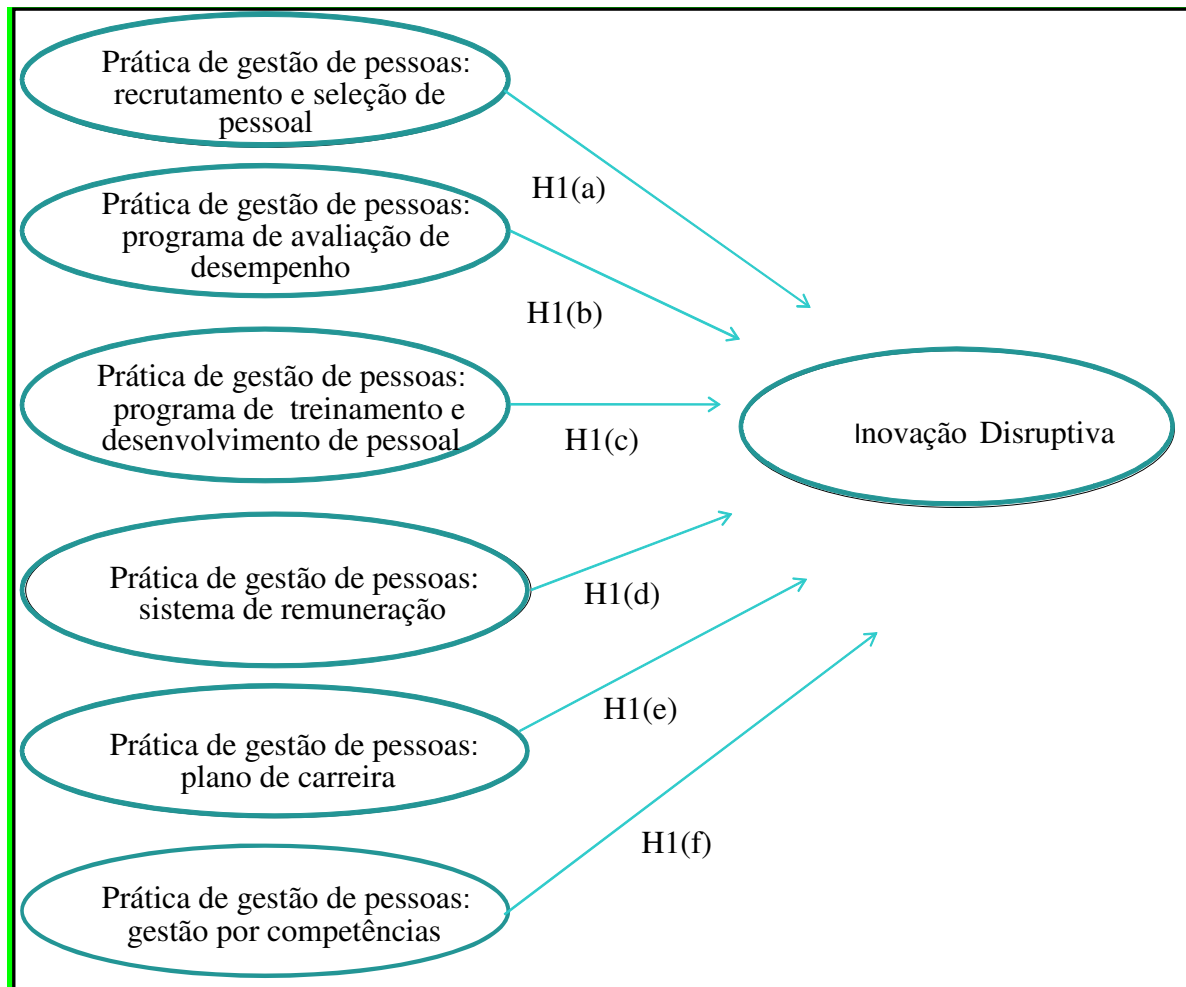 Prática de gestão de pessoas:
recrutamento e seleção de
pessoal
H1(a)
Prática de gestão de pessoas:
programa de avaliação de
desempenho
H1(b)
Prática de gestão de pessoas:
programa de treinamento e
desenvolvimento de pessoal
H1(c)
Inovação Disruptiva
Prática de gestão de pessoas:
sistema de remuneração
H1(d)
Prática de gestão de pessoas:
plano de carreira
H1(e)
Prática de gestão de pessoas:
gestão por competências
H1(f)